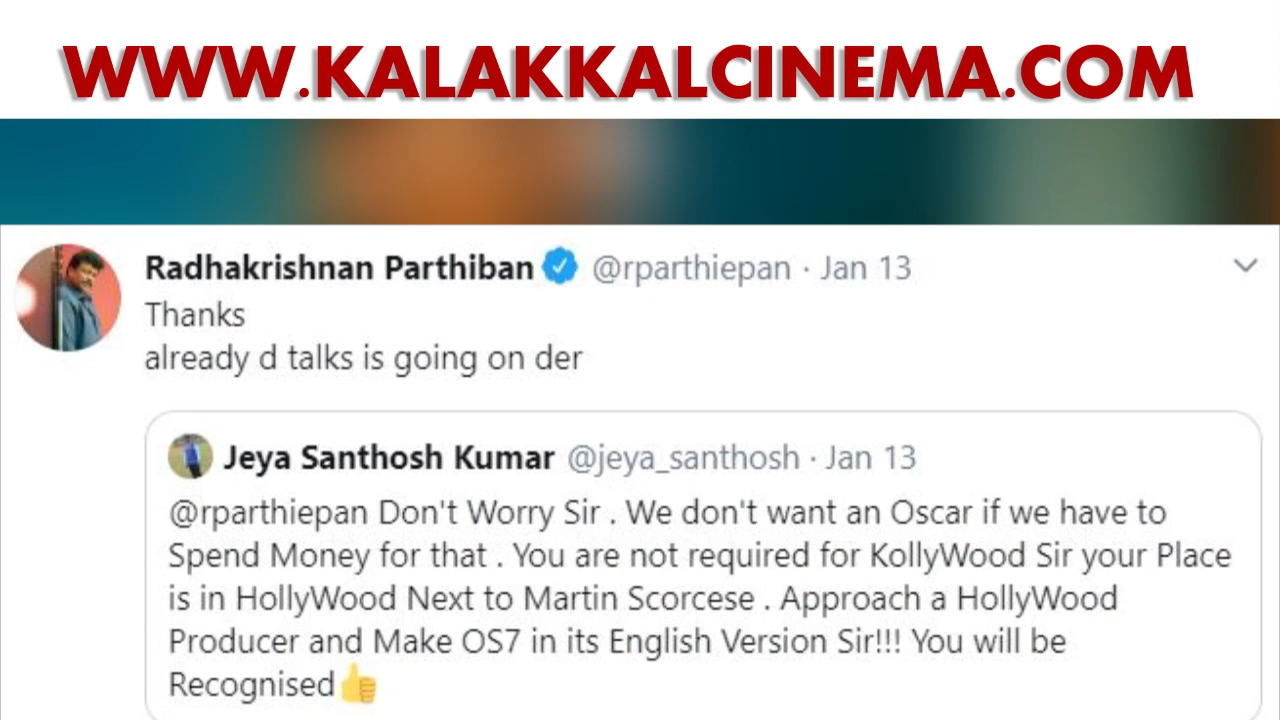 WWW.KALAKKALCINEMA.COM
Radhakrishnan Parthiban @rparthiepan · Jan 13
Thanks
already d talks is going on der
Jeya Santhosh Kumar @jeya_santhosh · Jan 13
@rparthiepan Don't Worry Sir . We don't want an Oscar if we have to
Spend Money for that . You are not required for KollyWood Sir your Place
is in HollyWood Next to Martin Scorcese . Approach a HollyWood
Producer and Make OS7 in its English Version Sir!!! You will be
Recognised👍